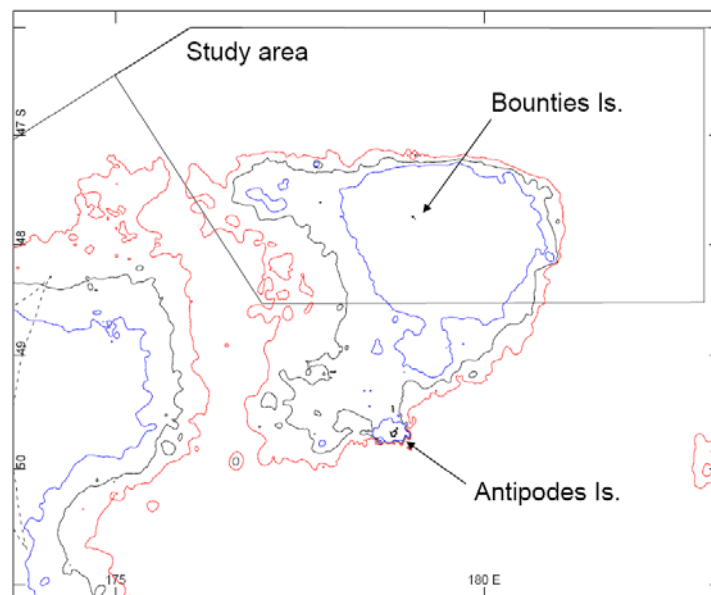 Study area
Bounties Is.
47 S
48
49
50
Antipodes Is.
175
180 E